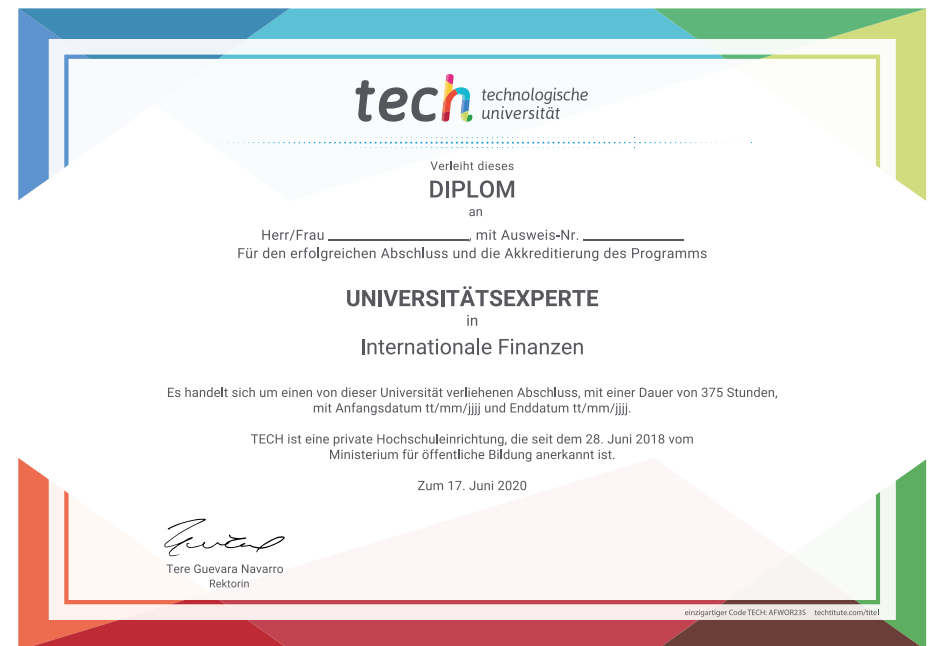 tech technologische
universität
Verleiht dieses
DIPLOM
an
Herr/Frau ____________________, mit Ausweis-Nr. ______________
Für den erfolgreichen Abschluss und die Akkreditierung des Programms
UNIVERSITÄTSEXPERTE
in
Internationale Finanzen
Es handelt sich um einen von dieser Universität verliehenen Abschluss, mit einer Dauer von 375 Stunden,
mit Anfangsdatum tt/mm/jjjj und Enddatum tt/mm/jjjj.
TECH ist eine private Hochschuleinrichtung, die seit dem 28. Juni 2018 vom
Ministerium für öffentliche Bildung anerkannt ist.
Zum 17. Juni 2020
Tere Guevara Navarro
Rektorin
einzigartiger Code TECH: AFWOR23S techtitute.com/titel